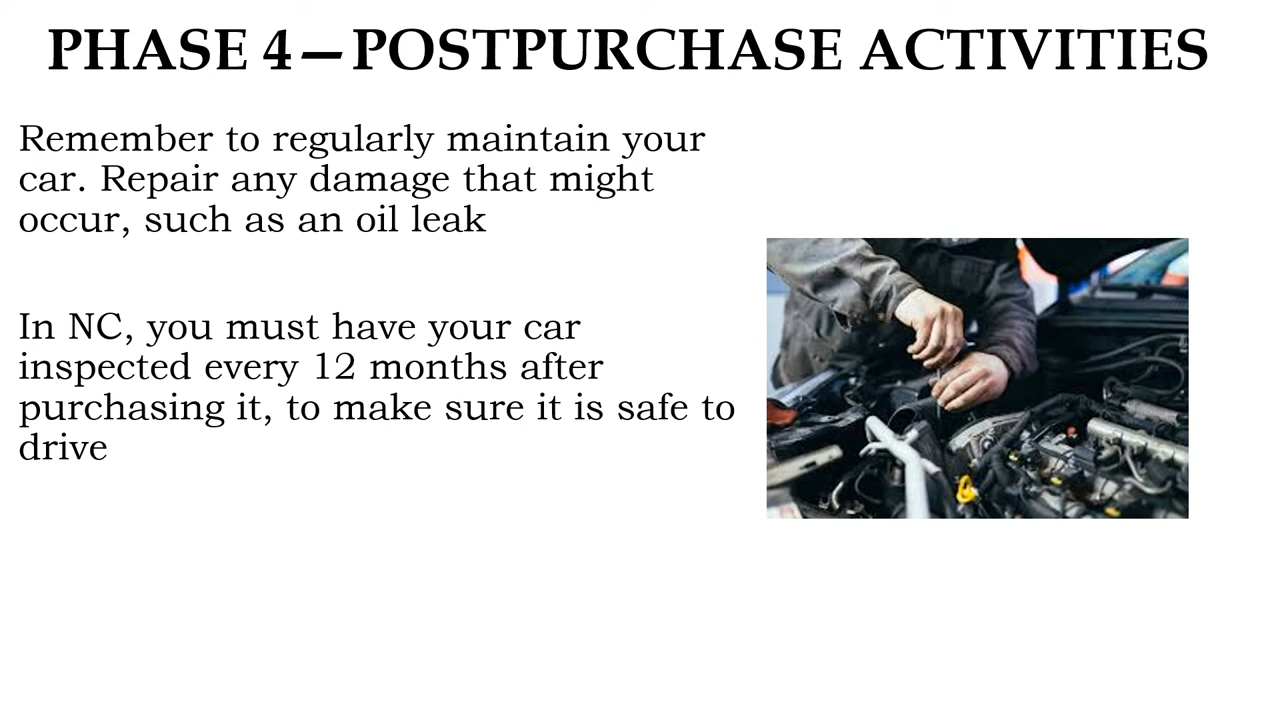 PHASE 4—POSTPURCHASE ACTIVITIES
Remember to regularly maintain your
car. Repair any damage that might
occur, such as an oil leak
In NC, you must have your car
inspected every 12 months after
purchasing it, to make sure it is safe to
drive